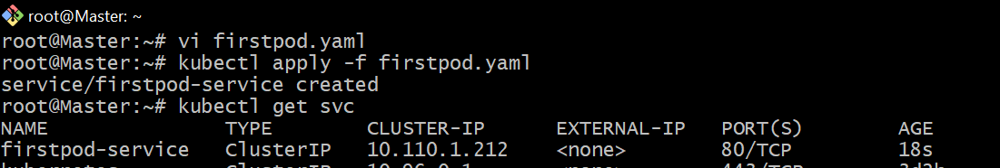 root@Master: ~
root@Master:~# vi firstpod.yaml
root@Master:~# kubectl apply -f firstpod.yaml
service/firstpod-service created
root@Master:~# kubectl get svc
NAME TYPE CLUSTER-IP EXTERNAL-IP PORT(S) AGE
firstpod-service ClusterIP 10.110.1.212 <none> 80/TCP 18s